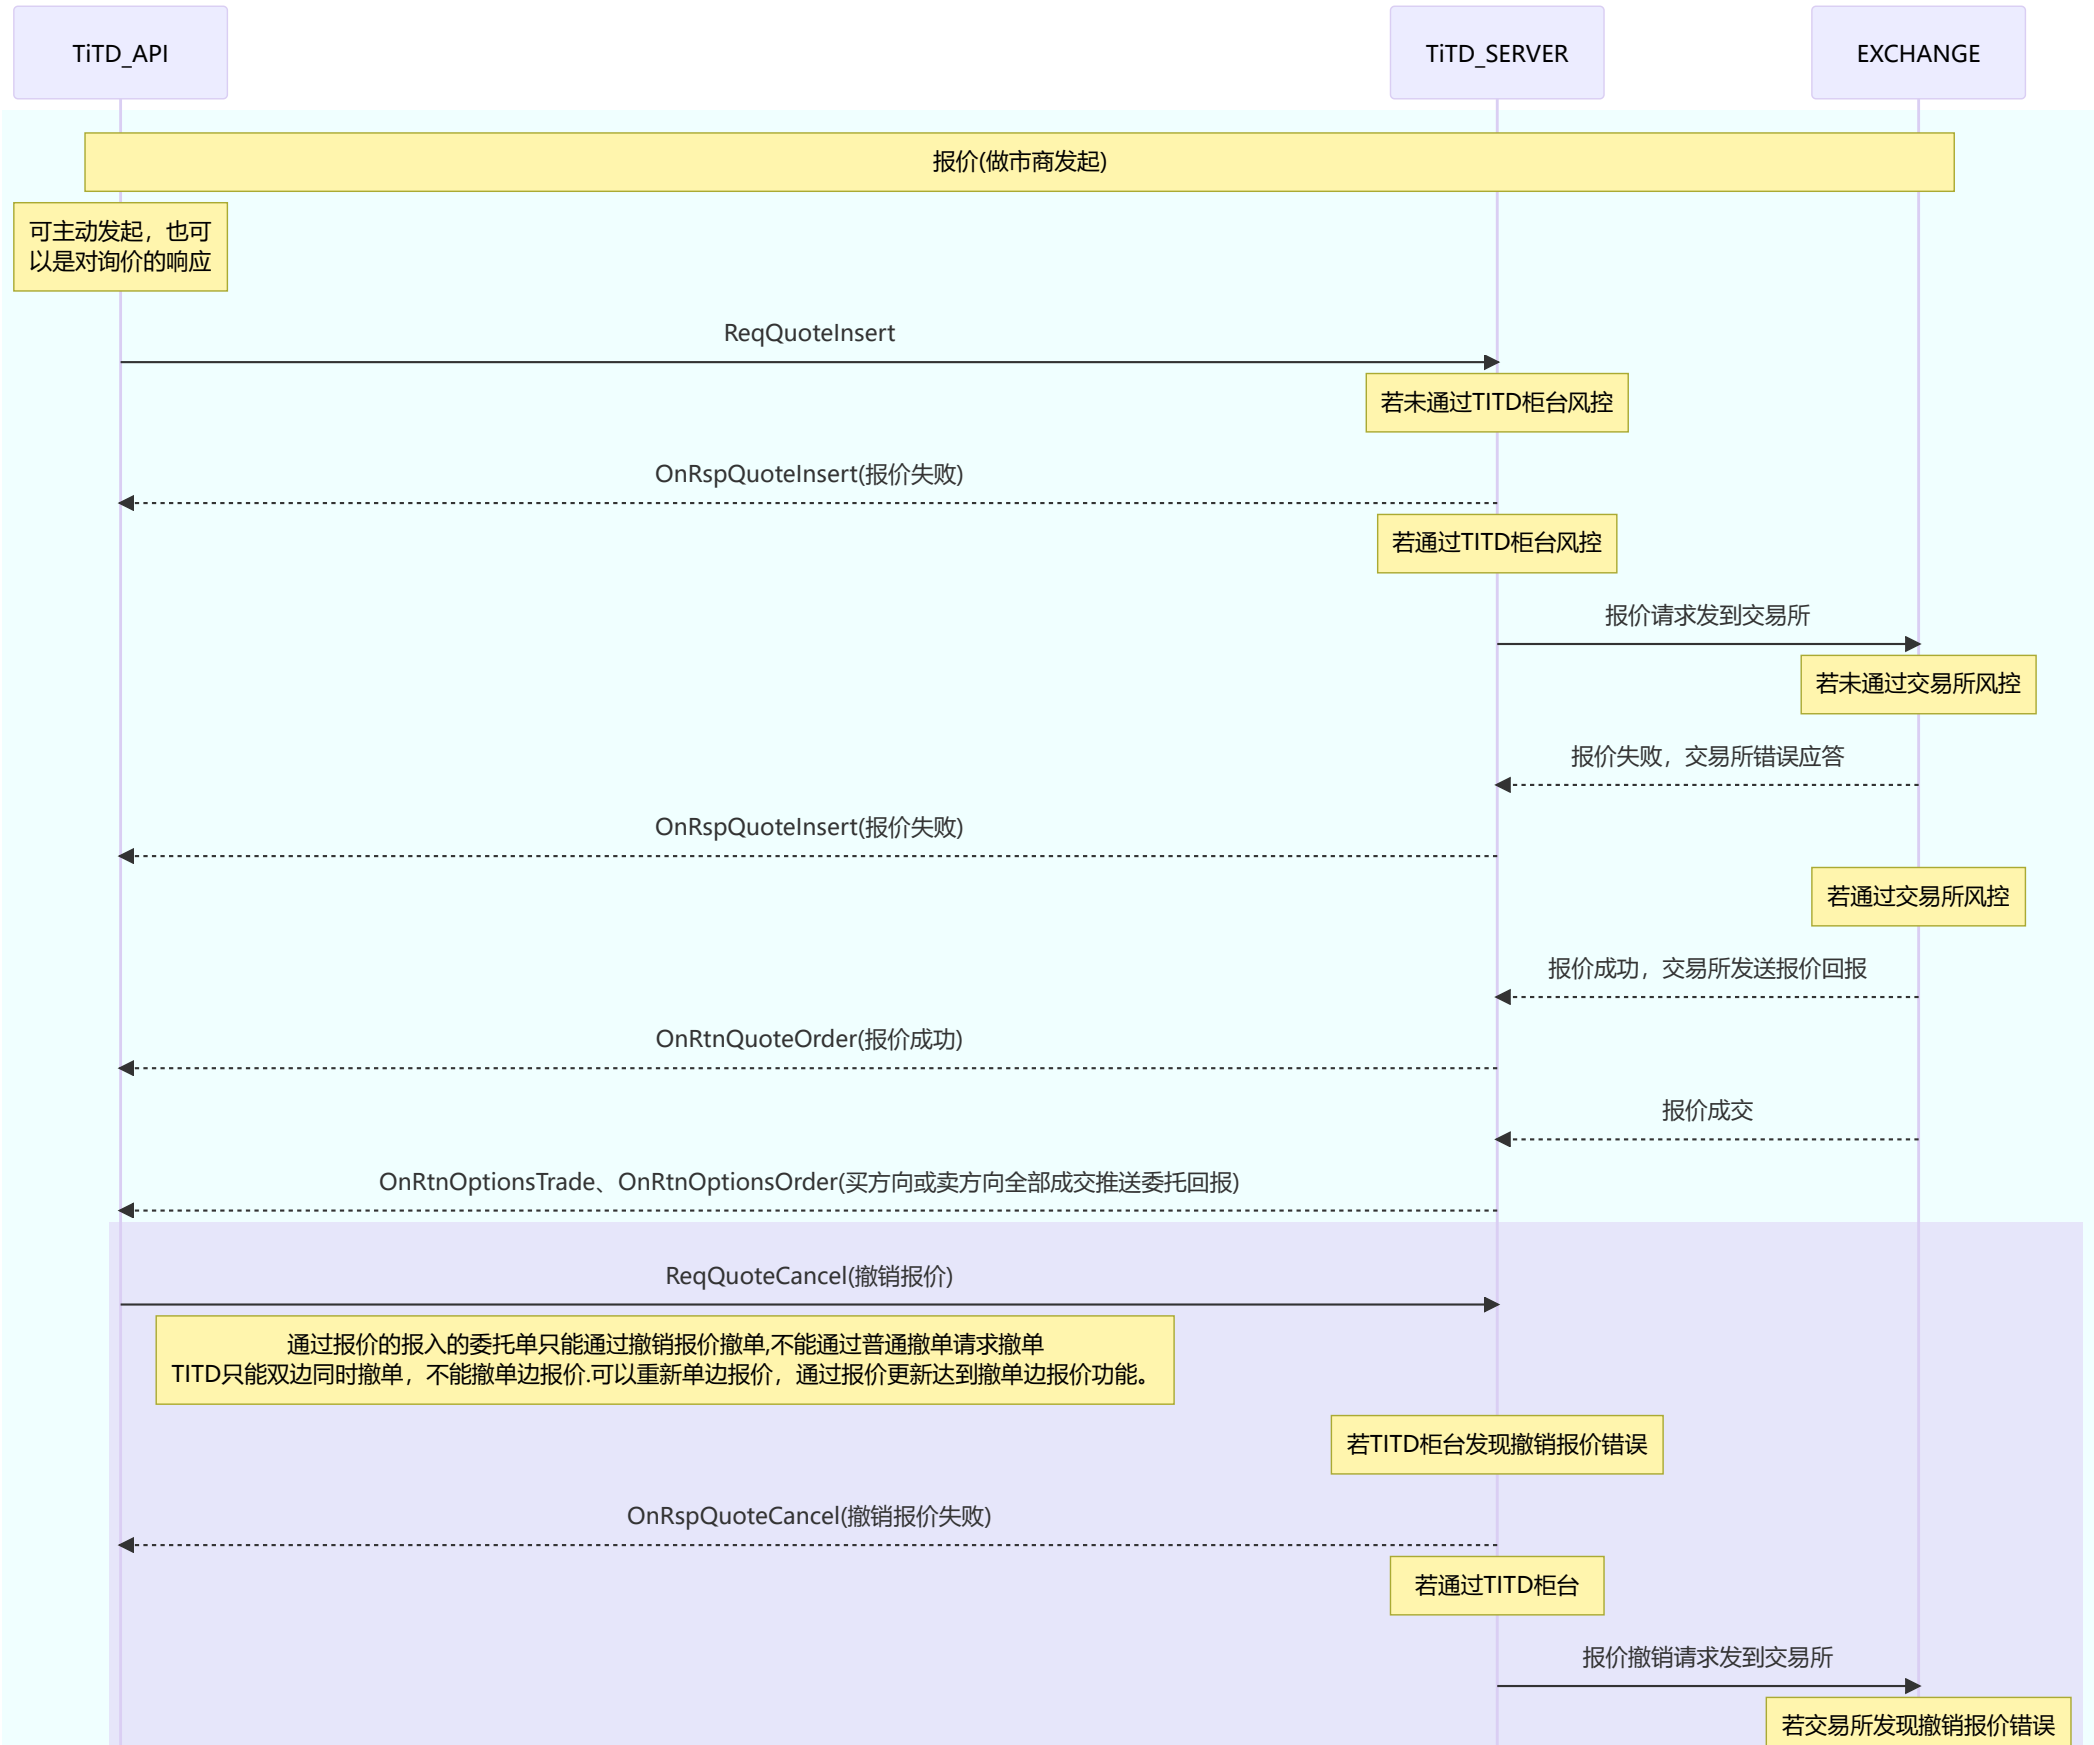 TiTD_API
TiTD_SERVER
EXCHANGE
报价(做市商发起)
可主动发起，也可
以是对询价的响应
ReqQuoteInsert
若未通过TITD柜台风控
OnRspQuoteInsert(报价失败)
若通过TITD柜台风控
报价请求发到交易所
若未通过交易所风控
报价失败，交易所错误应答
OnRspQuoteInsert(报价失败)
若通过交易所风控
报价成功，交易所发送报价回报
OnRtnQuoteOrder(报价成功)
报价成交
OnRtnOptionsTrade、OnRtnOptionsOrder(买方向或卖方向全部成交推送委托回报)
ReqQuoteCancel(撤销报价)
通过报价的报入的委托单只能通过撤销报价撤单,不能通过普通撤单请求撤单
TITD只能双边同时撤单，不能撤单边报价.可以重新单边报价，通过报价更新达到撤单边报价功能。
若TITD柜台发现撤销报价错误
OnRspQuoteCancel(撤销报价失败)
若通过TITD柜台
报价撤销请求发到交易所
若交易所发现撤销报价错误